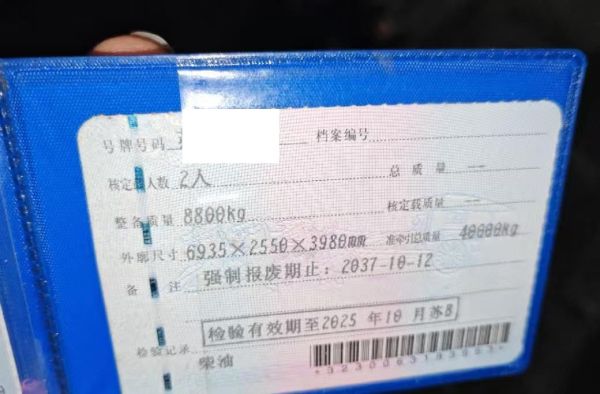 号牌号码 档案编号
核定载人数 2人 总质量 --
整备质量 8800kg 核定载质量 --
外廓尺寸 6935×2550×3980mm 准牵引总质量 40000kg
备注 强制报废期止：2037-10-12
检验有效期至2025 年10 月苏8
检验记录
柴油